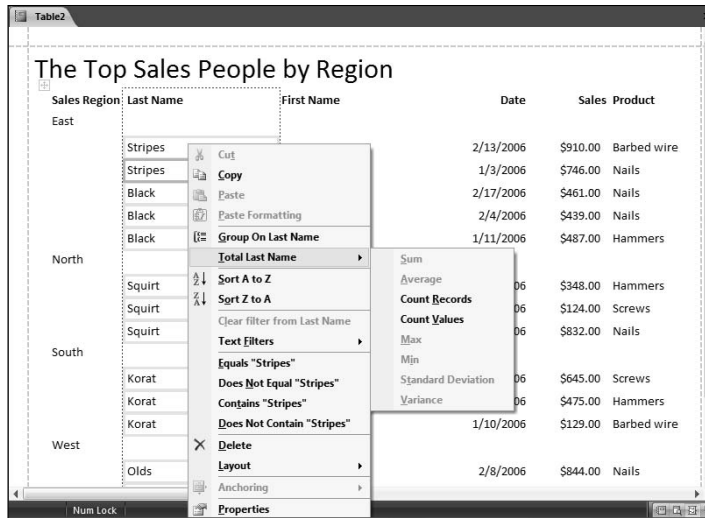 Table2
The Top Sales People by Region
Sales Region Last Name First Name Date Sales Product
East
Stripes 2/13/2006 $910.00 Barbed wire
Stripes 1/3/2006 $746.00 Nails
Black 2/17/2006 $461.00 Nails
Black 2/4/2006 $439.00 Nails
Black 1/11/2006 $487.00 Hammers
North
Squirt 06 $348.00 Hammers
Squirt 06 $124.00 Screws
Squirt 06 $832.00 Nails
South
Korat 06 $645.00 Screws
Korat 06 $475.00 Hammers
Korat 1/10/2006 $129.00 Barbed wire
West
Olds 2/8/2006 $844.00 Nails
Cut
Copy
Paste
Paste Formatting
Group On Last Name
Total Last Name
Sort A to Z
Sort Z to A
Clear filter from Last Name
Text Filters
Equals "Stripes"
Does Not Equal "Stripes"
Contains "Stripes"
Does Not Contain "Stripes"
Delete
Layout
Anchoring
Properties
Sum
Average
Count Records
Count Values
Max
Min
Standard Deviation
Variance
Num Lock